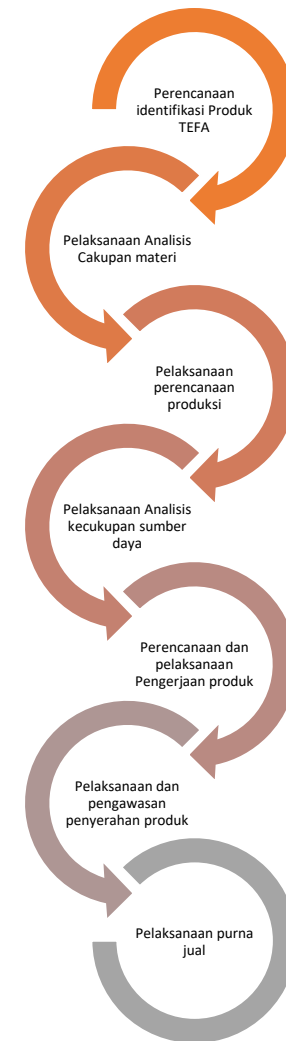 Perencanaan
identifikasi Produk
TEFA
Pelaksanaan Analisis
Cakupan materi
Pelaksanaan
perencanaan
produksi
Pelaksanaan Analisis
kecukupan sumber
daya
Perencanaan dan
pelaksanaan
Pengerjaan produk
Pelaksanaan dan
pengawasan
penyerahan produk
Pelaksanaan purna
jual